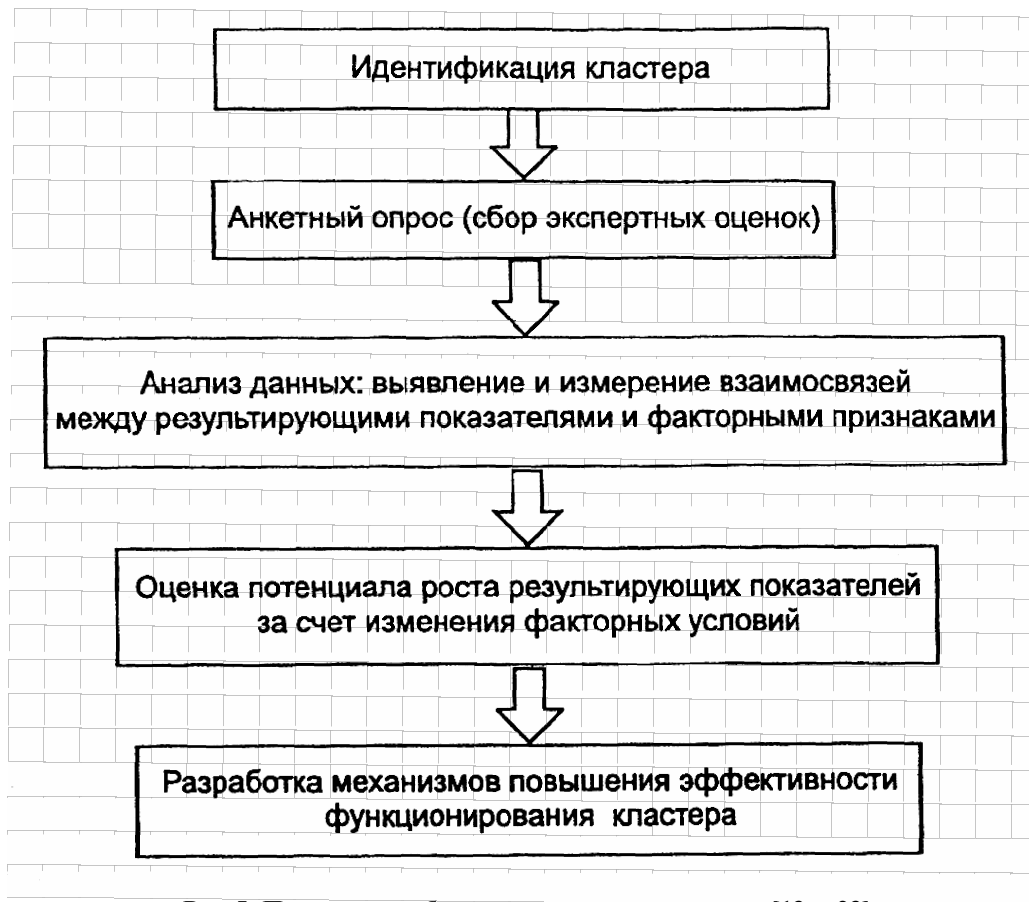 Идентификация кластера
Анкетный опрос (сбор экспертных оценок)
Анализ данных: выявление и измерение взаимосвязей
между результирующими показателями и факторными признаками
Оценка потенциала роста результирующих показателей
за счет изменения факторных условий
Разработка механизмов повышения эффективности
функционирования кластера